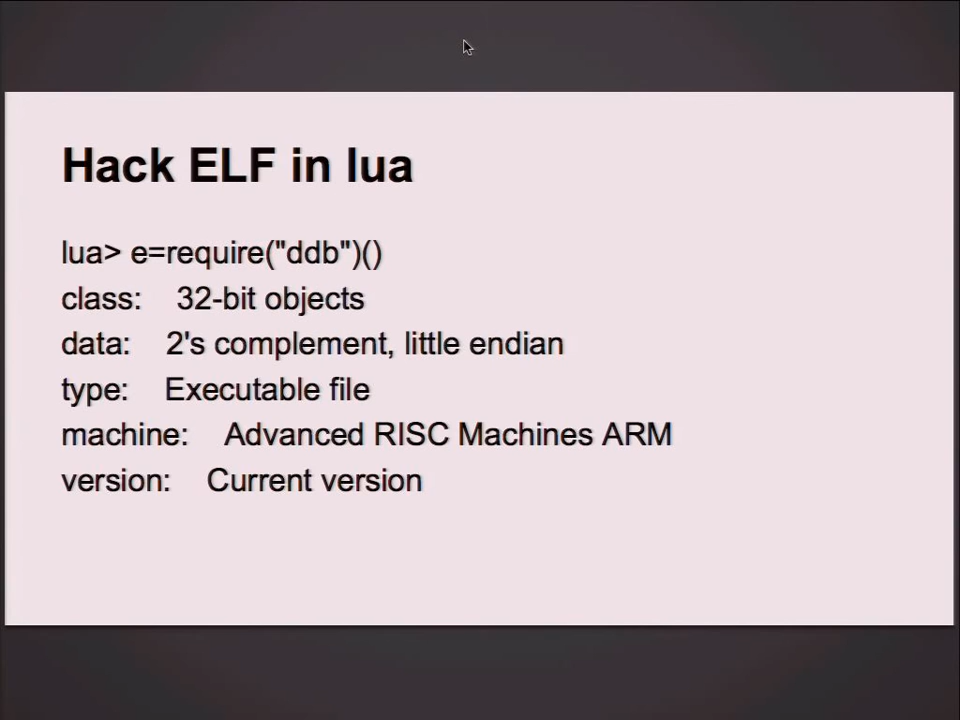 Hack ELF in lua
lua> e=require("ddb")()
class: 32-bit objects
data: 2's complement, little endian
type: Executable file
machine: Advanced RISC Machines ARM
version: Current version